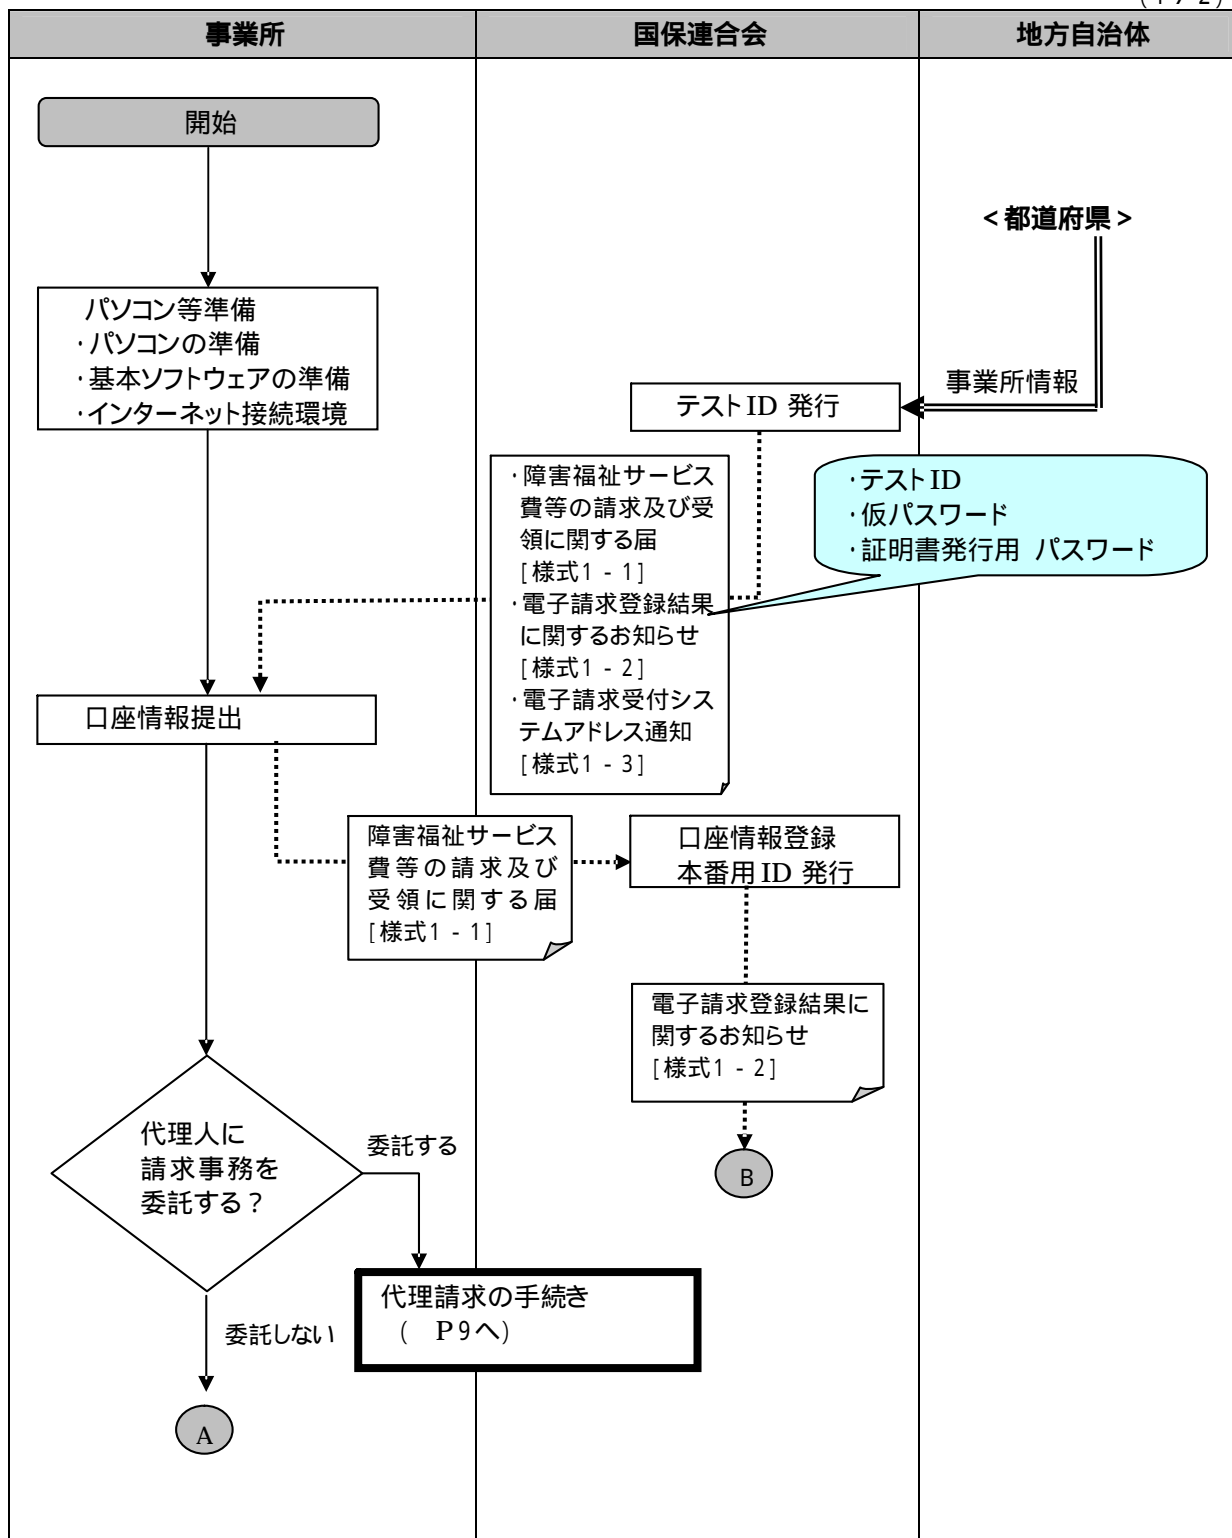 事業所 国保連合会 地方自治体
開始
<都道府県>
パソコン等準備
・パソコンの準備
・基本ソフトウェアの準備
・インターネット接続環境
事業所情報
テストID 発行
・障害福祉サービス
費等の請求及び受
領に関する届
[様式1-1]
・電子請求登録結果
に関するお知らせ
[様式1-2]
・電子請求受付シス
テムアドレス通知
[様式1-3]
・テストID
・仮パスワード
・証明書発行用 パスワード
口座情報提出
障害福祉サービス
費等の請求及び
受領に関する届
[様式1-1]
口座情報登録
本番用ID 発行
電子請求登録結果に
関するお知らせ
[様式1-2]
B
代理人に
請求事務を
委託する?
委託する
代理請求の手続き
( P9へ)
委託しない
A